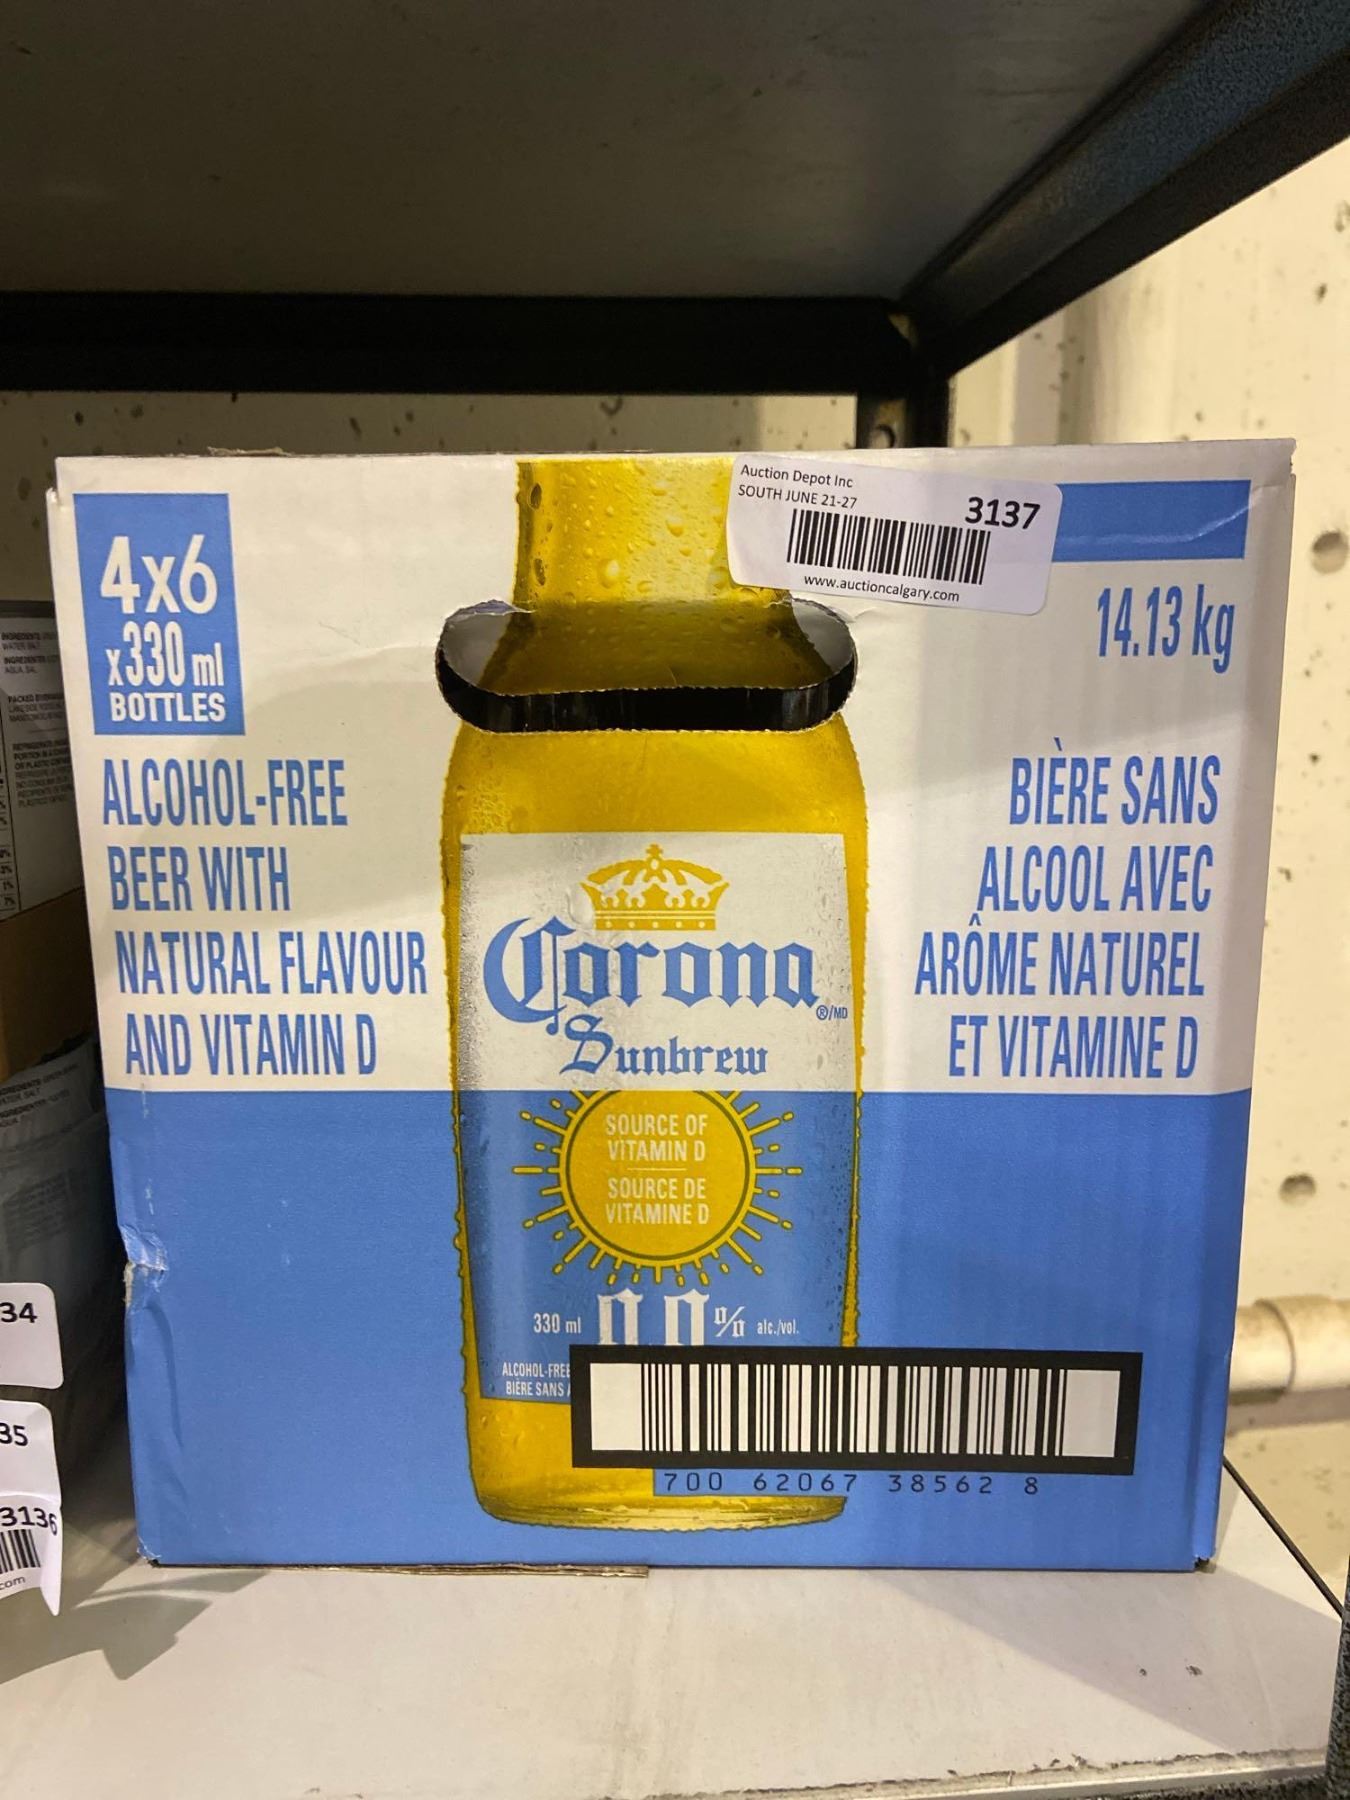 Auction Depot Inc
SOUTH JUNE 21-27
3137
www.auctioncalgary.com
4x6
x330 ml
BOTTLES
14.13 kg
ALCOHOL-FREE
BEER WITH
NATURAL FLAVOUR
AND VITAMIN D
BIÈRE SANS
ALCOOL AVEC
ARÔME NATUREL
ET VITAMINE D
Corona
®/MD
Sunbrew
SOURCE OF
VITAMIN D
SOURCE DE
VITAMINE D
330 ml 0.0% alc./vol.
ALCOHOL-FREE
BIÈRE SANS
700 62067 38562 8
34
35
3136
com